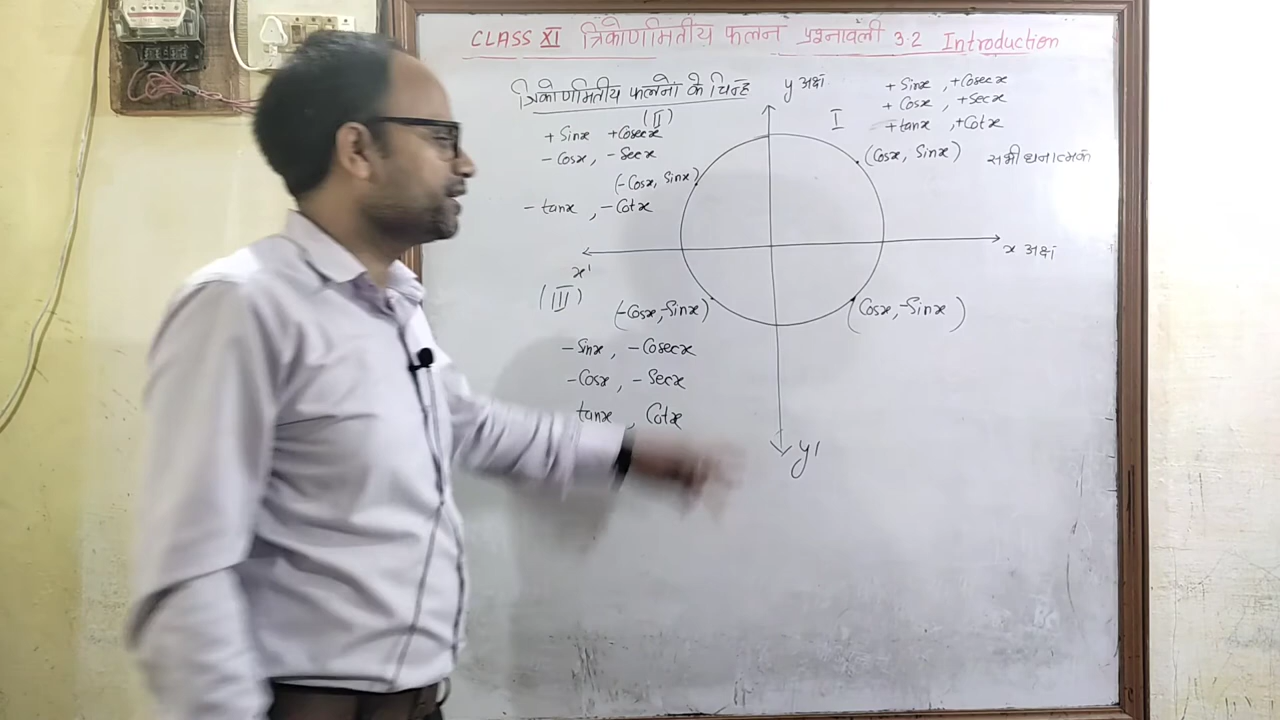 CLASS XI त्रिकोणमितीय फलन प्रश्नावली 3.2 Introduction
त्रिकोणमितीय फलनों के चिन्ह
y अक्ष
+ Sinx , +Cosecx
+ Cosx , +Secx
+tanx , +Cotx
I
(II)
+ Sinx +Cosecx
- Cosx, - Secx
(-Cosx, Sinx)
- tanx , - Cotx
(Cosx, Sinx) सभी धनात्मक
x'
x अक्ष
(III)
(-Cosx,-Sinx)
(Cosx,-Sinx)
-Sinx , -Cosecx
-Cosx , - Secx
tanx , Cotx
y'